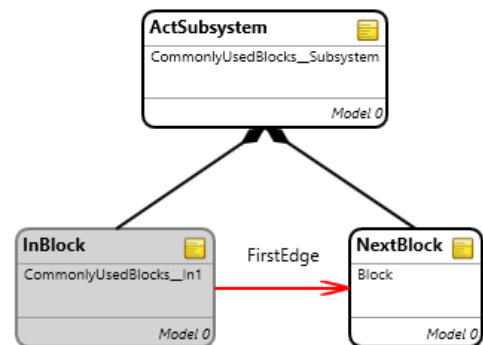 ActSubsystem
CommonlyUsedBlocks__Subsystem
Model 0
InBlock
CommonlyUsedBlocks__In1
Model 0
FirstEdge
NextBlock
Block
Model 0